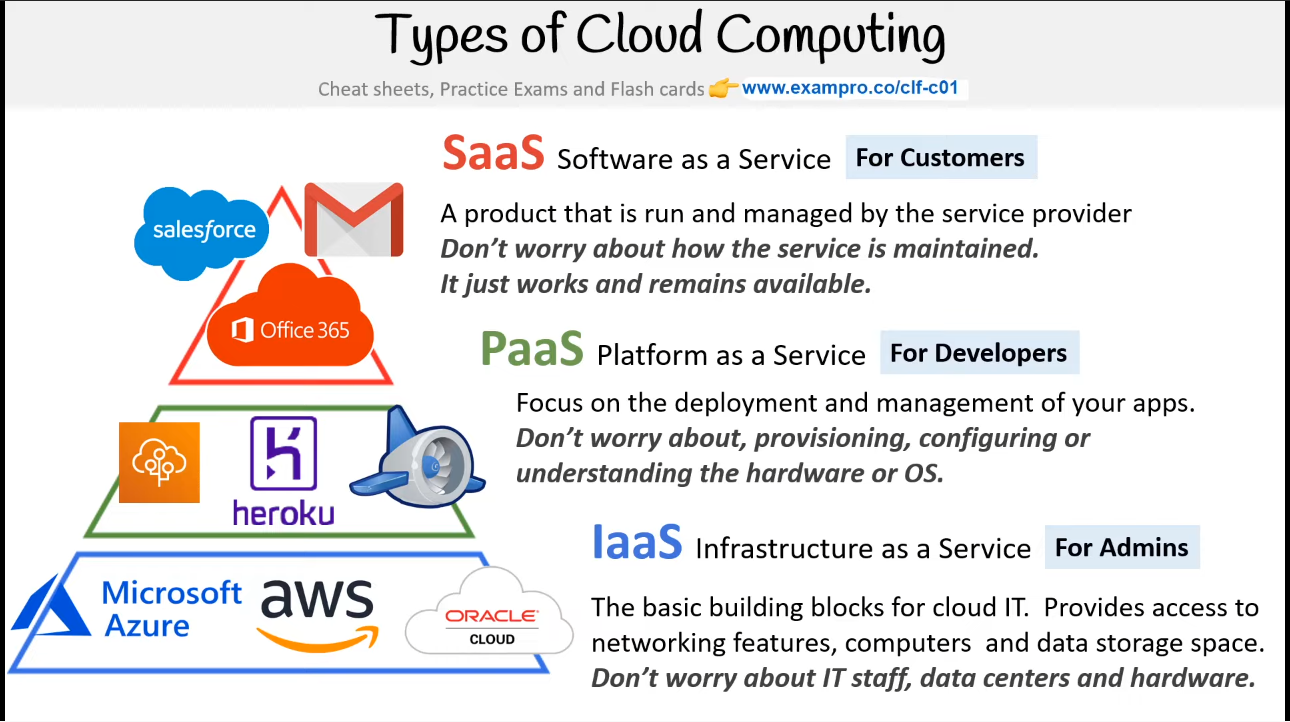 Types of Cloud Computing
Cheat sheets, Practice Exams and Flash cards 👉 www.exampro.co/clf-c01
SaaS Software as a Service For Customers
A product that is run and managed by the service provider
Don’t worry about how the service is maintained.
It just works and remains available.
salesforce
Office 365
PaaS Platform as a Service For Developers
Focus on the deployment and management of your apps.
Don’t worry about, provisioning, configuring or
understanding the hardware or OS.
heroku
IaaS Infrastructure as a Service For Admins
The basic building blocks for cloud IT. Provides access to
networking features, computers and data storage space.
Don’t worry about IT staff, data centers and hardware.
Microsoft
Azure
aws
ORACLE
CLOUD